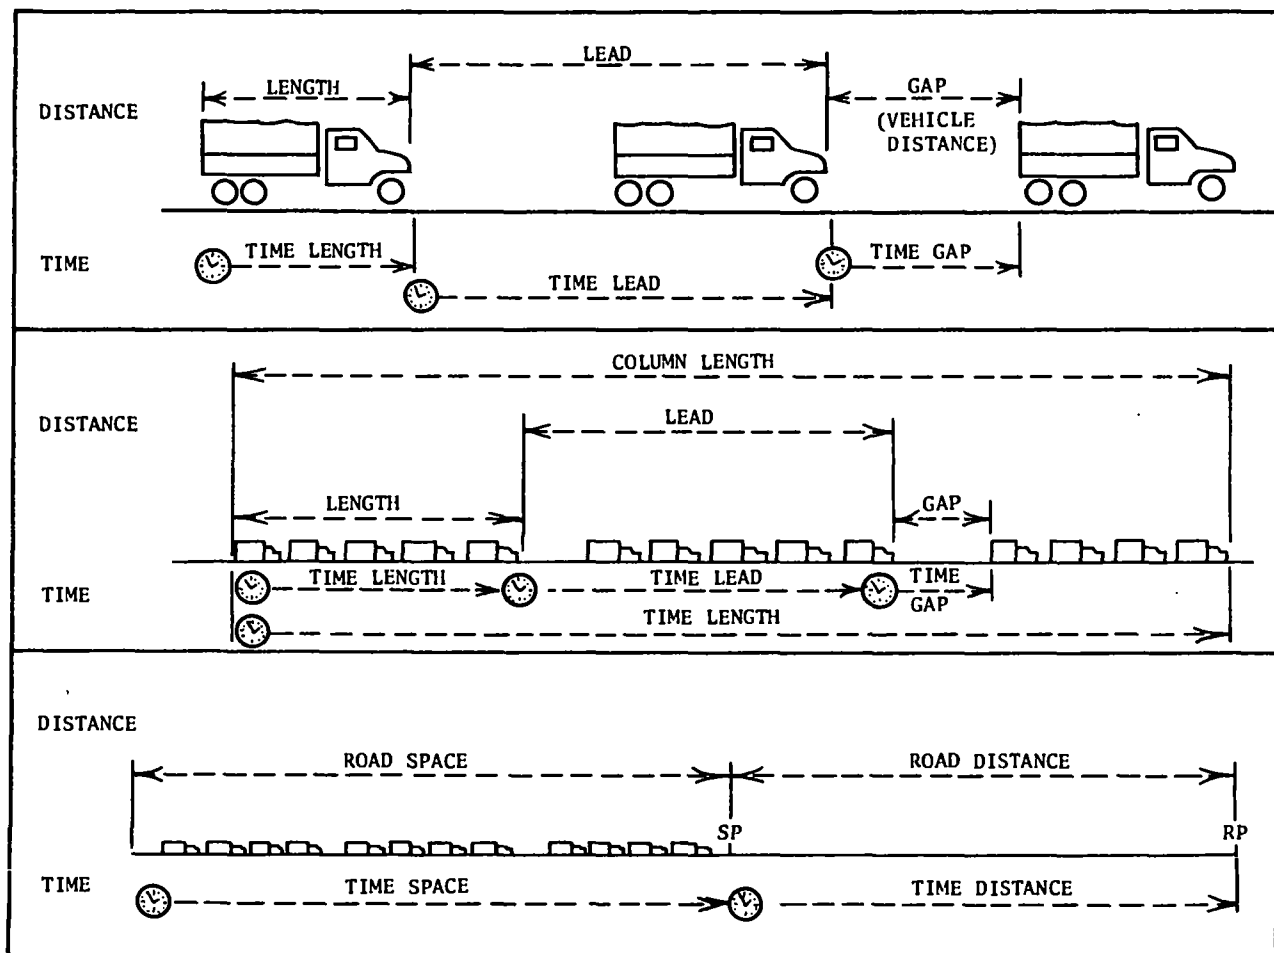 LEAD
LENGTH
GAP
DISTANCE
(VEHICLE
DISTANCE)
TIME
TIME LENGTH
TIME GAP
TIME LEAD
COLUMN LENGTH
DISTANCE
LEAD
LENGTH
GAP
TIME
TIME LENGTH
TIME LEAD
TIME
GAP
TIME LENGTH
DISTANCE
ROAD SPACE
ROAD DISTANCE
SP
RP
TIME
TIME SPACE
TIME DISTANCE